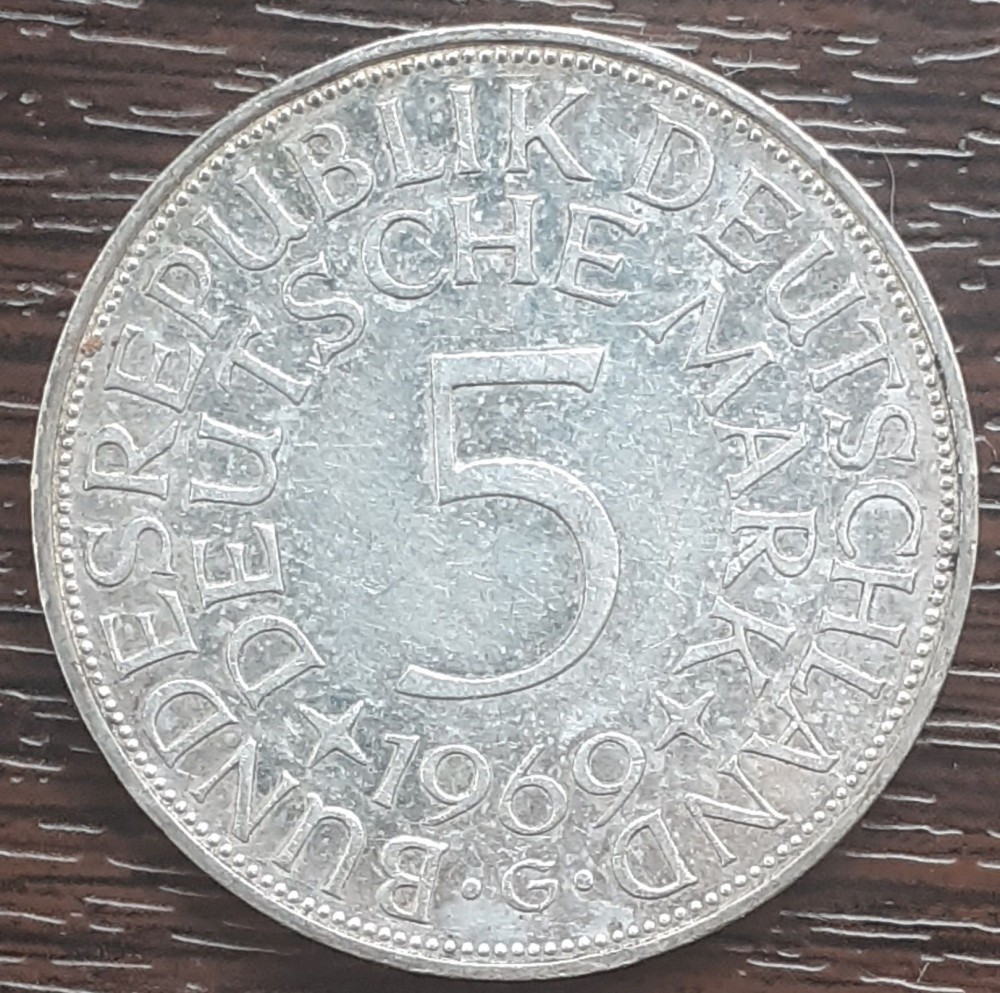 BUNDESREPUBLIK DEUTSCHLAND
DEUTSCHE MARK
5
1969
· G ·